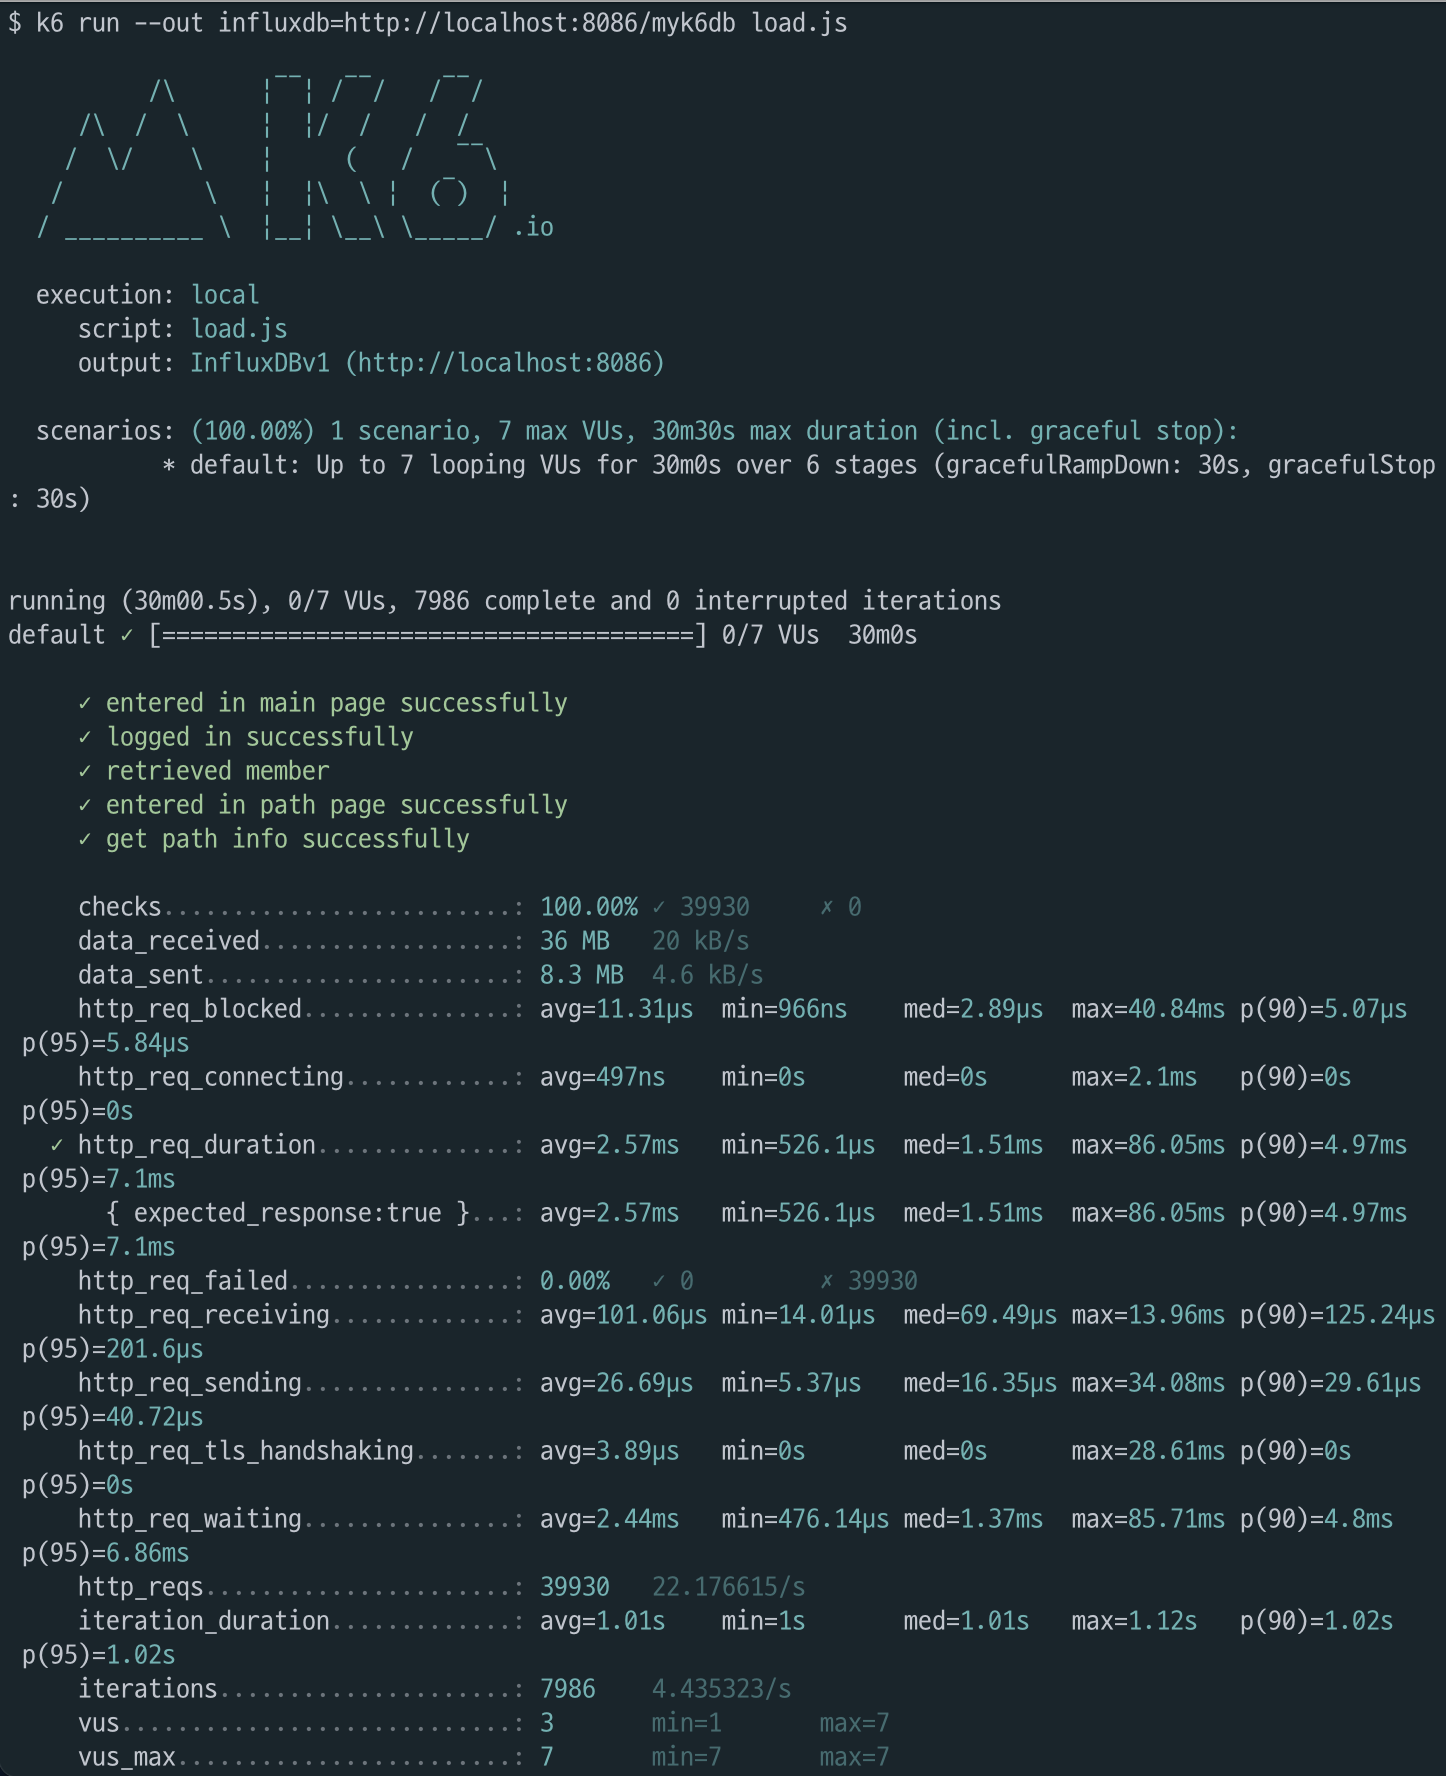 $ k6 run --out influxdb=http://localhost:8086/myk6db load.js
.io
execution: local
script: load.js
output: InfluxDBv1 (http://localhost:8086)
scenarios: (100.00%) 1 scenario, 7 max VUs, 30m30s max duration (incl. graceful stop):
* default: Up to 7 looping VUs for 30m0s over 6 stages (gracefulRampDown: 30s, gracefulStop
: 30s)
running (30m00.5s), 0/7 VUs, 7986 complete and 0 interrupted iterations
default ✓ [======================================] 0/7 VUs  30m0s
✓ entered in main page successfully
✓ logged in successfully
✓ retrieved member
✓ entered in path page successfully
✓ get path info successfully
checks.........................: 100.00% ✓ 39930     ✗ 0
data_received..................: 36 MB   20 kB/s
data_sent......................: 8.3 MB  4.6 kB/s
http_req_blocked...............: avg=11.31µs  min=966ns    med=2.89µs  max=40.84ms p(90)=5.07µs
p(95)=5.84µs
http_req_connecting............: avg=497ns    min=0s       med=0s      max=2.1ms   p(90)=0s
p(95)=0s
✓ http_req_duration..............: avg=2.57ms   min=526.1µs  med=1.51ms  max=86.05ms p(90)=4.97ms
p(95)=7.1ms
{ expected_response:true }...: avg=2.57ms   min=526.1µs  med=1.51ms  max=86.05ms p(90)=4.97ms
p(95)=7.1ms
http_req_failed................: 0.00%   ✓ 0         ✗ 39930
http_req_receiving.............: avg=101.06µs min=14.01µs  med=69.49µs max=13.96ms p(90)=125.24µs
p(95)=201.6µs
http_req_sending...............: avg=26.69µs  min=5.37µs   med=16.35µs max=34.08ms p(90)=29.61µs
p(95)=40.72µs
http_req_tls_handshaking.......: avg=3.89µs   min=0s       med=0s      max=28.61ms p(90)=0s
p(95)=0s
http_req_waiting...............: avg=2.44ms   min=476.14µs med=1.37ms  max=85.71ms p(90)=4.8ms
p(95)=6.86ms
http_reqs......................: 39930   22.176615/s
iteration_duration.............: avg=1.01s    min=1s       med=1.01s   max=1.12s   p(90)=1.02s
p(95)=1.02s
iterations.....................: 7986    4.435323/s
vus............................: 3       min=1       max=7
vus_max........................: 7       min=7       max=7